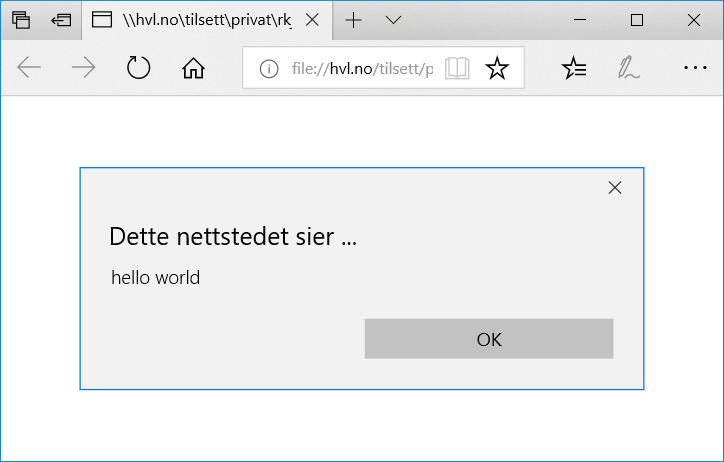 \\hvl.no\tilsett\privat\rk
file://hvl.no/tilsett/p
Dette nettstedet sier ...
hello world
OK